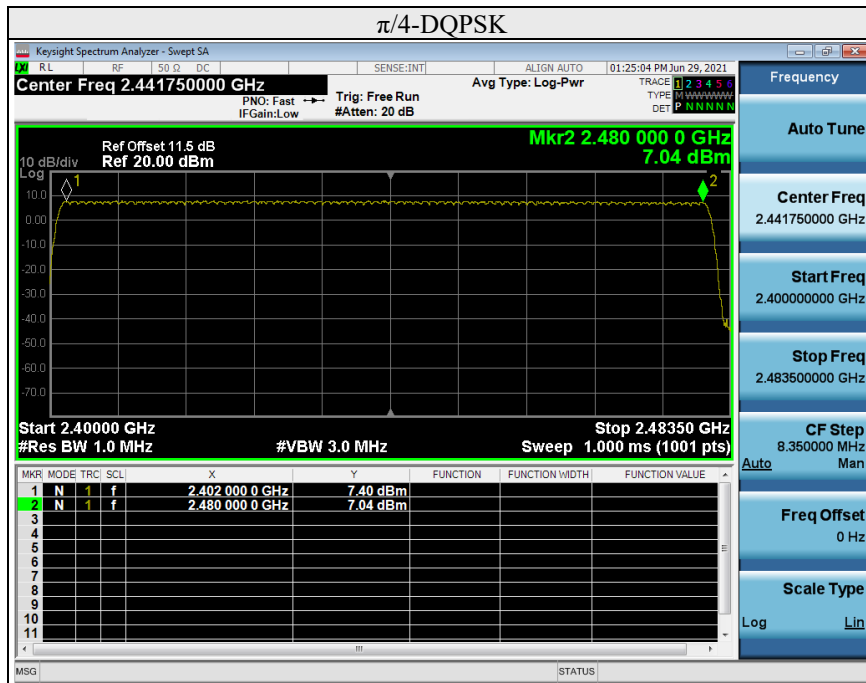 π/4-DQPSK
Keysight Spectrum Analyzer - Swept SA
LXI RL RF 50 Ω DC SENSE:INT ALIGN AUTO 01:25:04 PM Jun 29, 2021
Center Freq 2.441750000 GHz
PNO: Fast
IFGain:Low
Trig: Free Run
#Atten: 20 dB
Avg Type: Log-Pwr
TRACE 1 2 3 4 5 6
TYPE M WWWWW
DET P N N N N N
Ref Offset 11.5 dB
10 dB/div Ref 20.00 dBm
Log
Mkr2 2.480 000 0 GHz
7.04 dBm
1
2
10.0
0.00
-10.0
-20.0
-30.0
-40.0
-50.0
-60.0
-70.0
Start 2.40000 GHz Stop 2.48350 GHz
#Res BW 1.0 MHz #VBW 3.0 MHz Sweep 1.000 ms (1001 pts)
MKR MODE TRC SCL X Y FUNCTION FUNCTION WIDTH FUNCTION VALUE
1 N 1 f 2.402 000 0 GHz 7.40 dBm
2 N 1 f 2.480 000 0 GHz 7.04 dBm
3
4
5
6
7
8
9
10
11
MSG STATUS
Frequency
Auto Tune
Center Freq
2.441750000 GHz
Start Freq
2.400000000 GHz
Stop Freq
2.483500000 GHz
CF Step
8.350000 MHz
Auto Man
Freq Offset
0 Hz
Scale Type
Log Lin